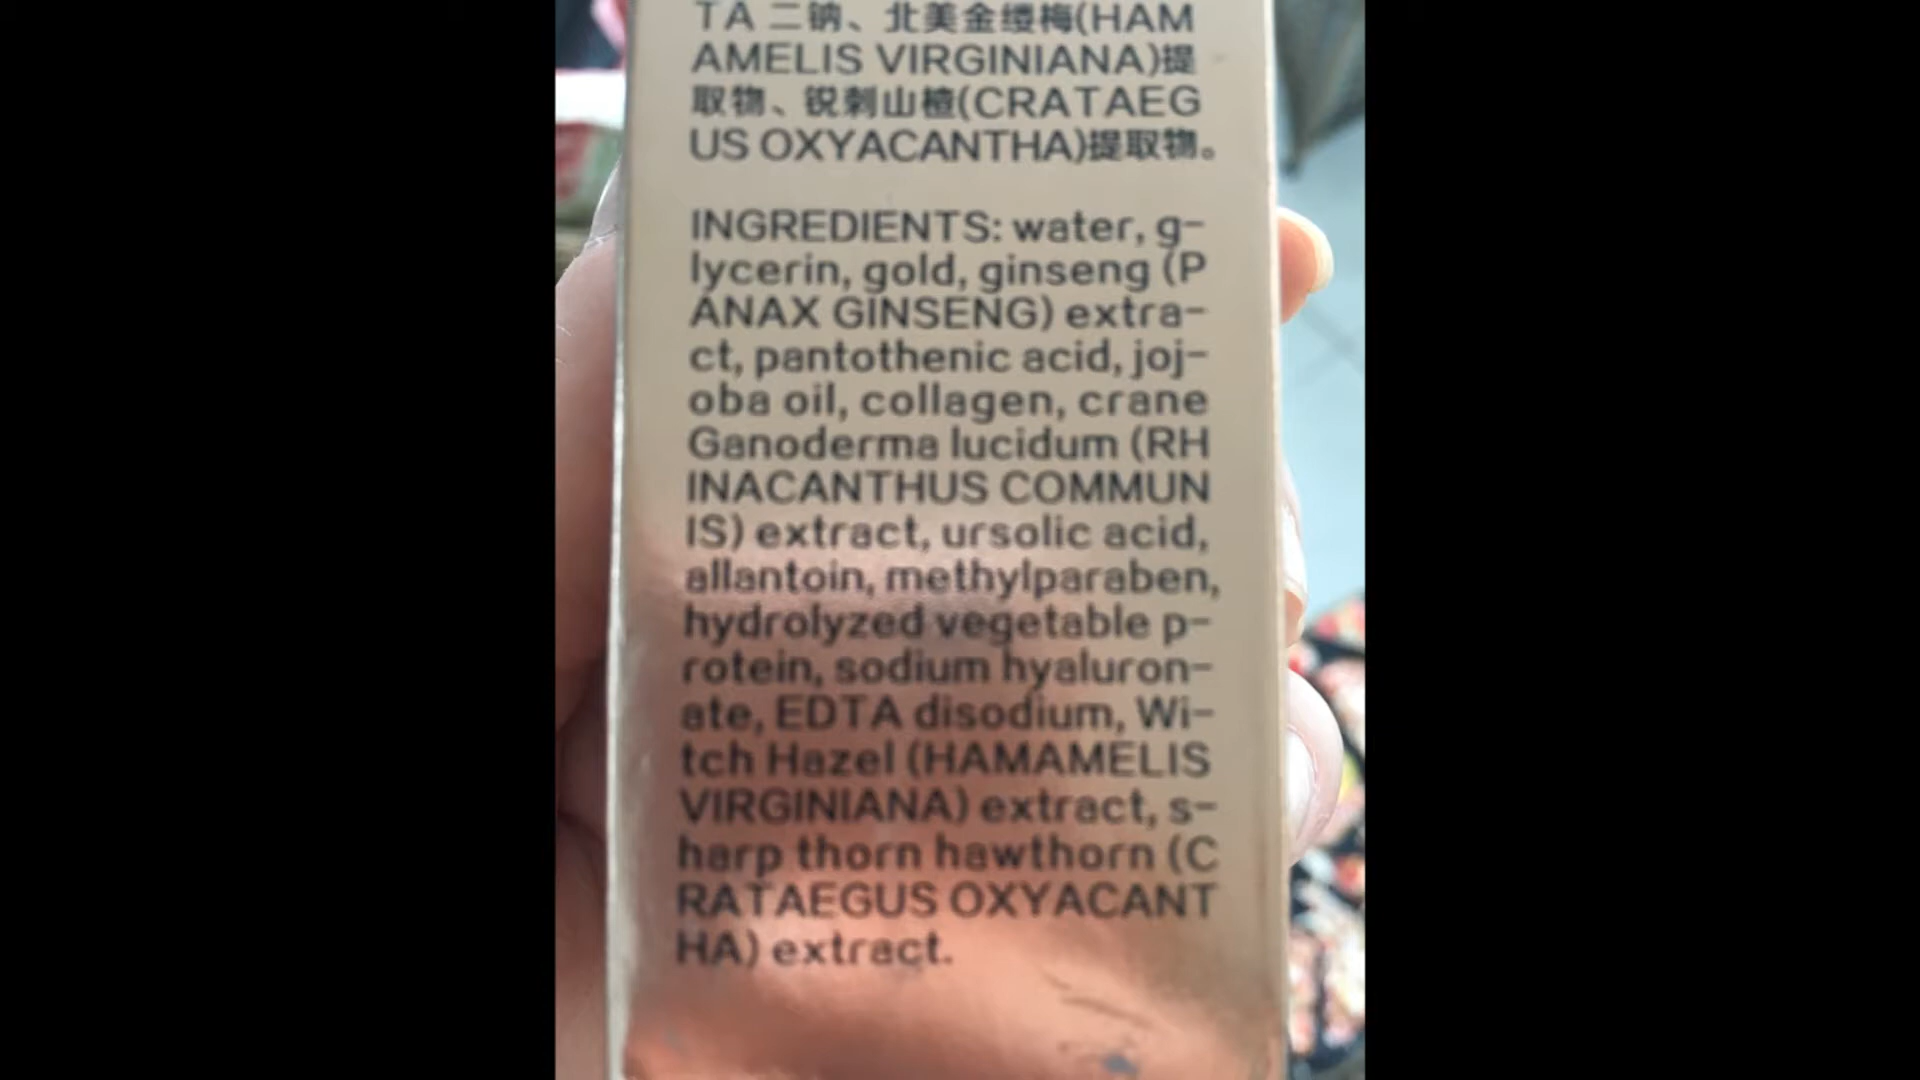 TA 二钠、北美金缕梅(HAM
AMELIS VIRGINIANA)提
取物、锐刺山楂(CRATAEG
US OXYACANTHA)提取物。
INGREDIENTS: water, g-
lycerin, gold, ginseng (P
ANAX GINSENG) extra-
ct, pantothenic acid, joj-
oba oil, collagen, crane
Ganoderma lucidum (RH
INACANTHUS COMMUN
IS) extract, ursolic acid,
allantoin, methylparaben,
hydrolyzed vegetable p-
rotein, sodium hyaluron-
ate, EDTA disodium, Wi-
tch Hazel (HAMAMELIS
VIRGINIANA) extract, s-
harp thorn hawthorn (C
RATAEGUS OXYACANT
HA) extract.